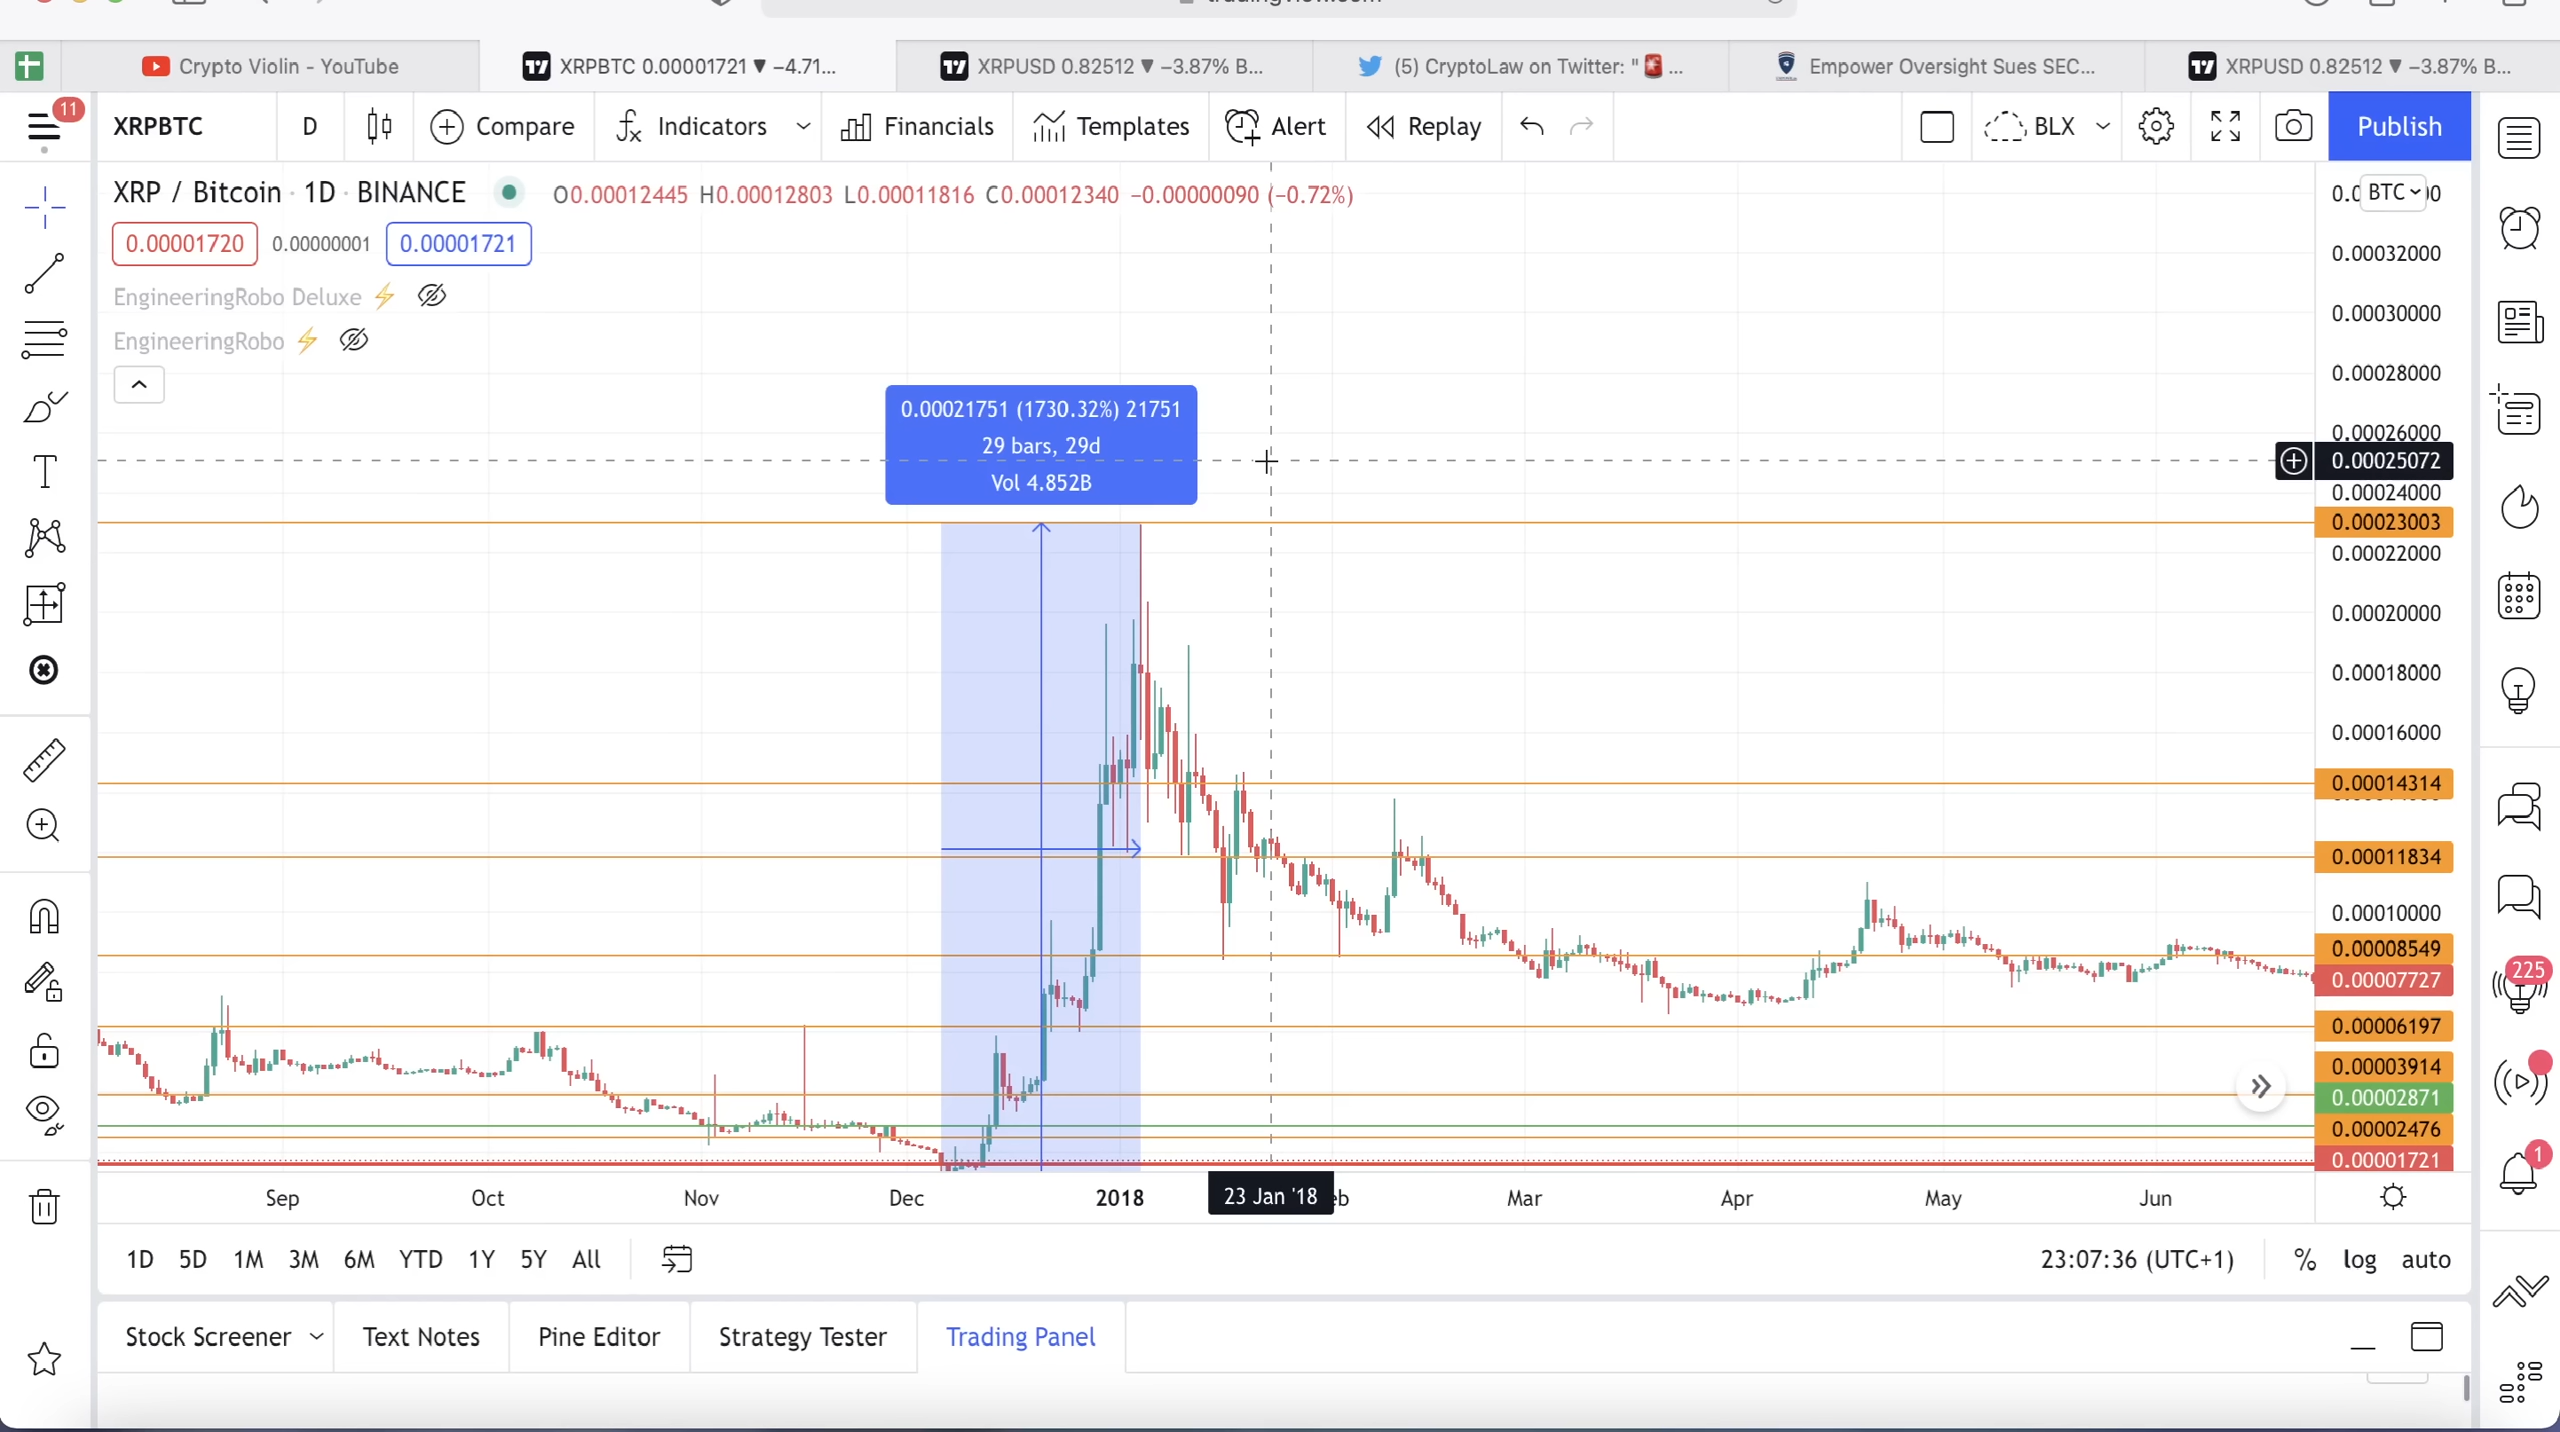 Crypto Violin - YouTube
XRPBTC 0.00001721 ▼ −4.71...
XRPUSD 0.82512 ▼ −3.87% B...
(5) CryptoLaw on Twitter: "🚨 ...
Empower Oversight Sues SEC...
XRPUSD 0.82512 ▼ −3.87% B...
11
XRPBTC
D
Compare
Indicators
Financials
Templates
Alert
Replay
BLX
Publish
XRP / Bitcoin · 1D · BINANCE
O0.00012445 H0.00012803 L0.00011816 C0.00012340 −0.00000090 (−0.72%)
0.00001720
0.00000001
0.00001721
EngineeringRobo Deluxe
EngineeringRobo
BTC
0.00032000
0.00030000
0.00028000
0.00026000
0.00025072
0.00024000
0.00023003
0.00022000
0.00020000
0.00018000
0.00016000
0.00014314
0.00011834
0.00010000
0.00008549
0.00007727
0.00006197
0.00003914
0.00002871
0.00002476
0.00001721
0.00021751 (1730.32%) 21751
29 bars, 29d
Vol 4.852B
225
1
Sep
Oct
Nov
Dec
2018
23 Jan '18
Mar
Apr
May
Jun
1D 5D 1M 3M 6M YTD 1Y 5Y All
23:07:36 (UTC+1)
% log auto
Stock Screener
Text Notes
Pine Editor
Strategy Tester
Trading Panel